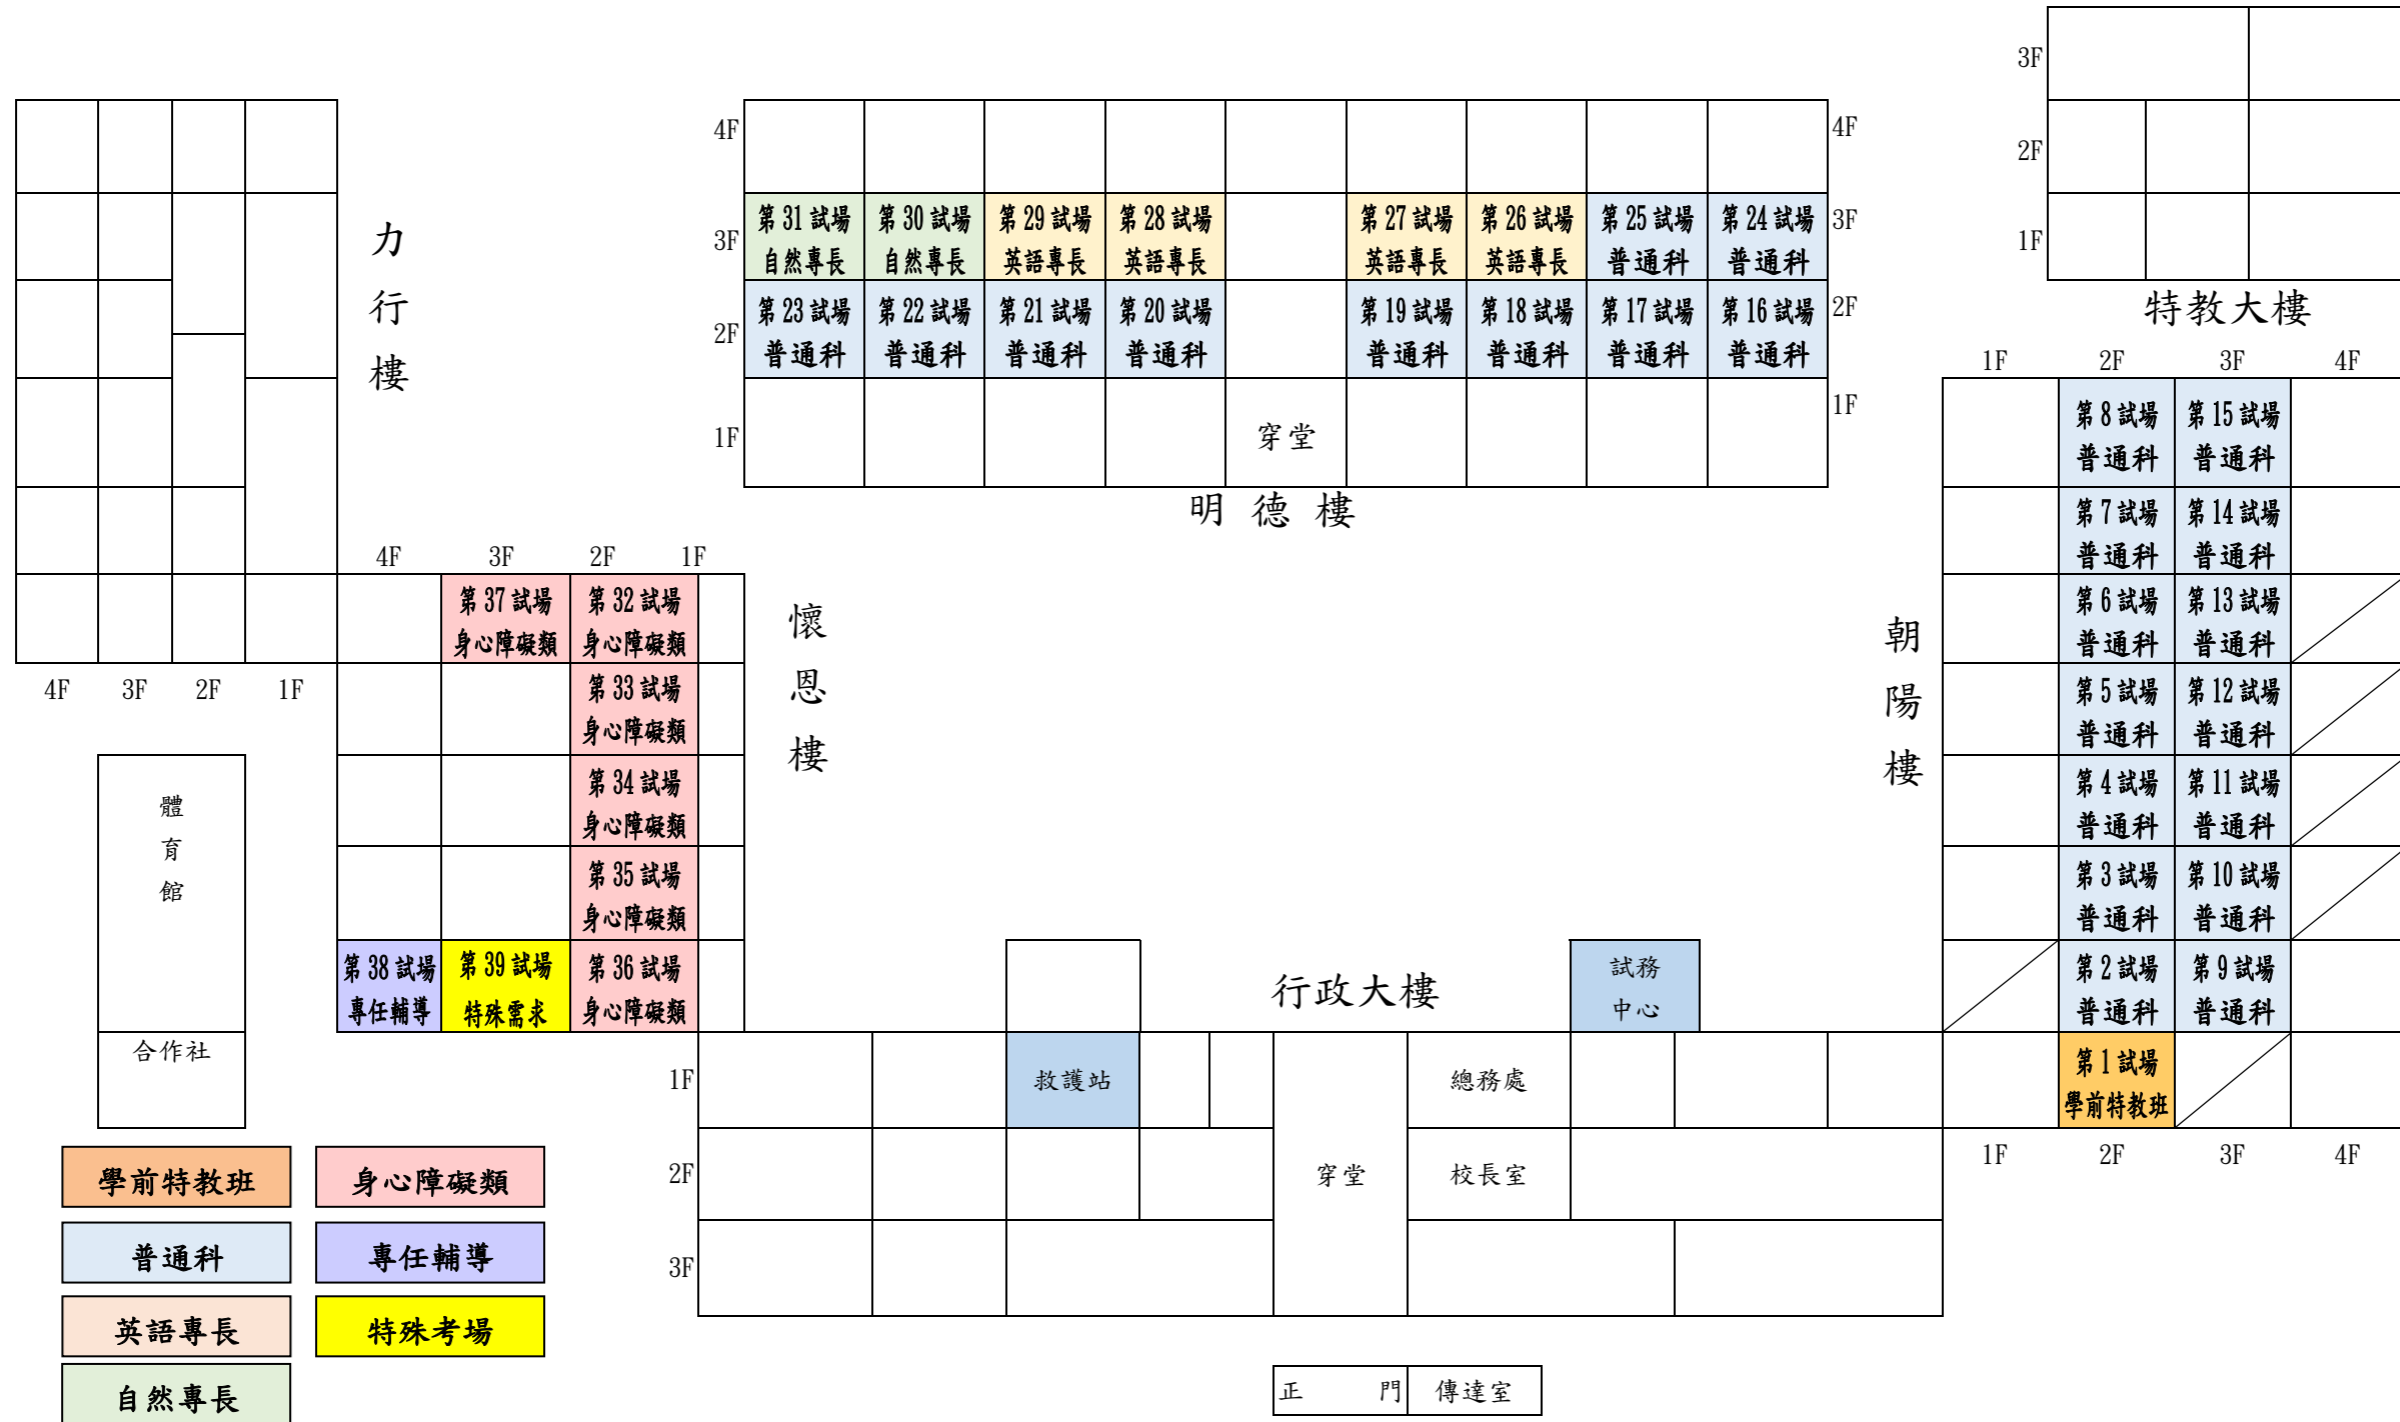 3F
2F
1F
特教大樓
力
行
樓
4F
3F
2F
1F
4F
3F
2F
1F
4F
第31試場
自然專長
第30試場
自然專長
第29試場
英語專長
第28試場
英語專長
第27試場
英語專長
第26試場
英語專長
第25試場
普通科
第24試場
普通科
3F
第23試場
普通科
第22試場
普通科
第21試場
普通科
第20試場
普通科
第19試場
普通科
第18試場
普通科
第17試場
普通科
第16試場
普通科
2F
穿堂
1F
明德樓
1F 2F 3F 4F
第8試場
普通科
第15試場
普通科
第7試場
普通科
第14試場
普通科
第6試場
普通科
第13試場
普通科
第5試場
普通科
第12試場
普通科
第4試場
普通科
第11試場
普通科
第3試場
普通科
第10試場
普通科
第2試場
普通科
第9試場
普通科
第1試場
學前特教班
1F 2F 3F 4F
朝
陽
樓
4F 3F 2F 1F
第37試場
身心障礙類
第32試場
身心障礙類
第33試場
身心障礙類
第34試場
身心障礙類
第35試場
身心障礙類
第38試場
專任輔導
第39試場
特殊需求
第36試場
身心障礙類
懷
恩
樓
4F 3F 2F 1F
體
育
館
合作社
行政大樓
試務
中心
1F
救護站
總務處
2F
穿堂
校長室
3F
學前特教班
身心障礙類
普通科
專任輔導
英語專長
特殊考場
自然專長
正 門
傳達室